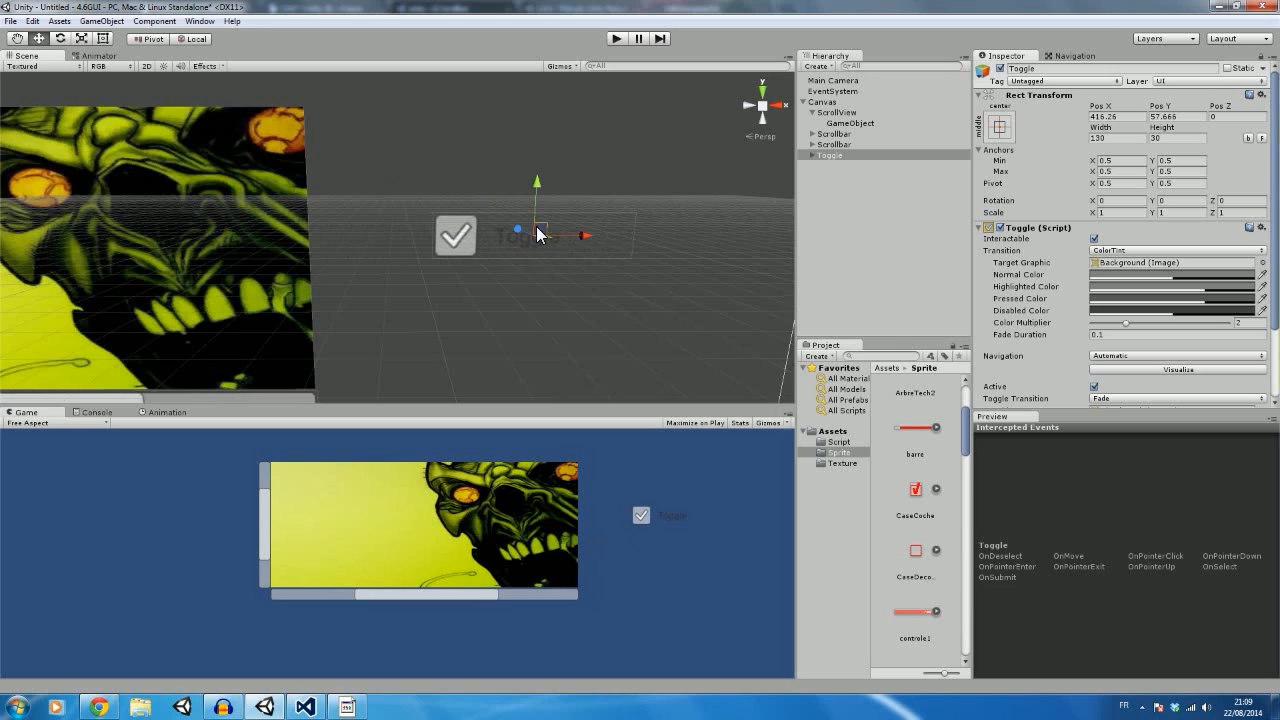 Unity - Untitled - 4.6GUI - PC, Mac & Linux Standalone* <DX11>
File Edit Assets GameObject Component Window Help
Pivot Local Layers Layout
Scene Animator
Textured RGB 2D Effects Gizmos All
y x
Persp
Toggle
Hierarchy
Create All
Main Camera
EventSystem
Canvas
ScrollView
GameObject
Scrollbar
Scrollbar
Toggle
Inspector Navigation
Toggle Static
Tag Untagged Layer UI
Rect Transform
center Pos X Pos Y Pos Z
middle 416.26 57.666 0
Width Height
130 30 B R
Anchors
Min X 0.5 Y 0.5
Max X 0.5 Y 0.5
Pivot X 0.5 Y 0.5
Rotation X 0 Y 0 Z 0
Scale X 1 Y 1 Z 1
Toggle (Script)
Interactable
Transition ColorTint
Target Graphic Background (Image)
Normal Color
Highlighted Color
Pressed Color
Disabled Color
Color Multiplier 2
Fade Duration 0.1
Navigation Automatic
Visualize
Active
Toggle Transition Fade
Project
Create
Favorites
All Material
All Models
All Prefabs
All Scripts
Assets
Script
Sprite
Texture
Assets Sprite
ArbreTech2
barre
CaseCoche
CaseDeco...
controle1
Game Console Animation
Free Aspect Maximize on Play Stats Gizmos
Toggle
Preview
Intercepted Events
Toggle
OnDeselect OnMove OnPointerClick OnPointerDown
OnPointerEnter OnPointerExit OnPointerUp OnSelect
OnSubmit
FR 21:09
22/08/2014